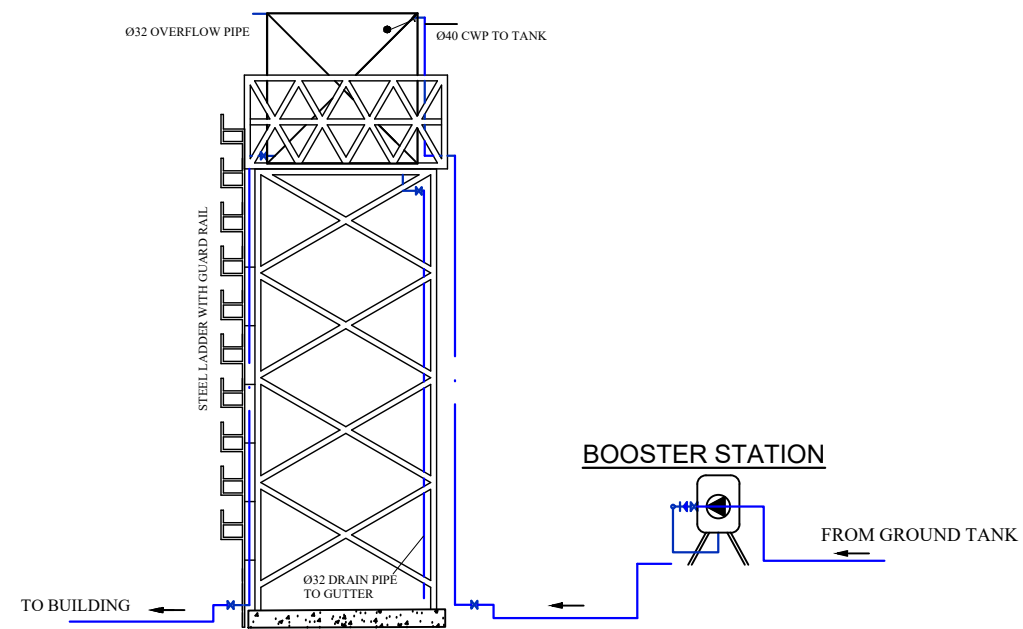 Ø32 OVERFLOW PIPE
Ø40 CWP TO TANK
STEEL LADDER WITH GUARD RAIL
BOOSTER STATION
FROM GROUND TANK
Ø32 DRAIN PIPE
TO GUTTER
TO BUILDING